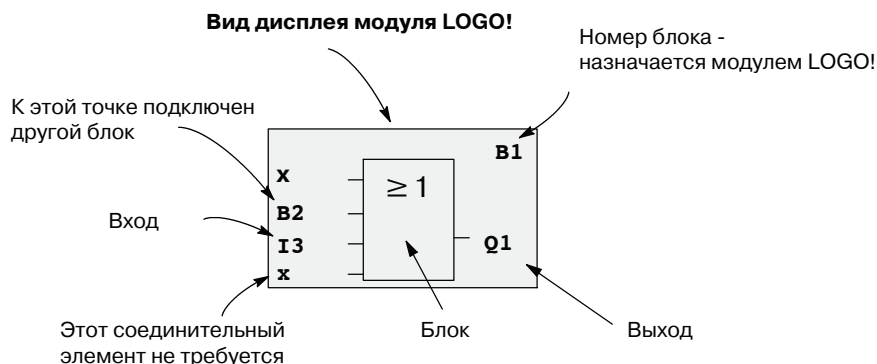 Вид дисплея модуля LOGO!
Номер блока -
назначается модулем LOGO!
К этой точке подключен
другой блок
B1
x
≥1
B2
Вход
I3
Q1
x
Этот соединительный
элемент не требуется
Блок
Выход